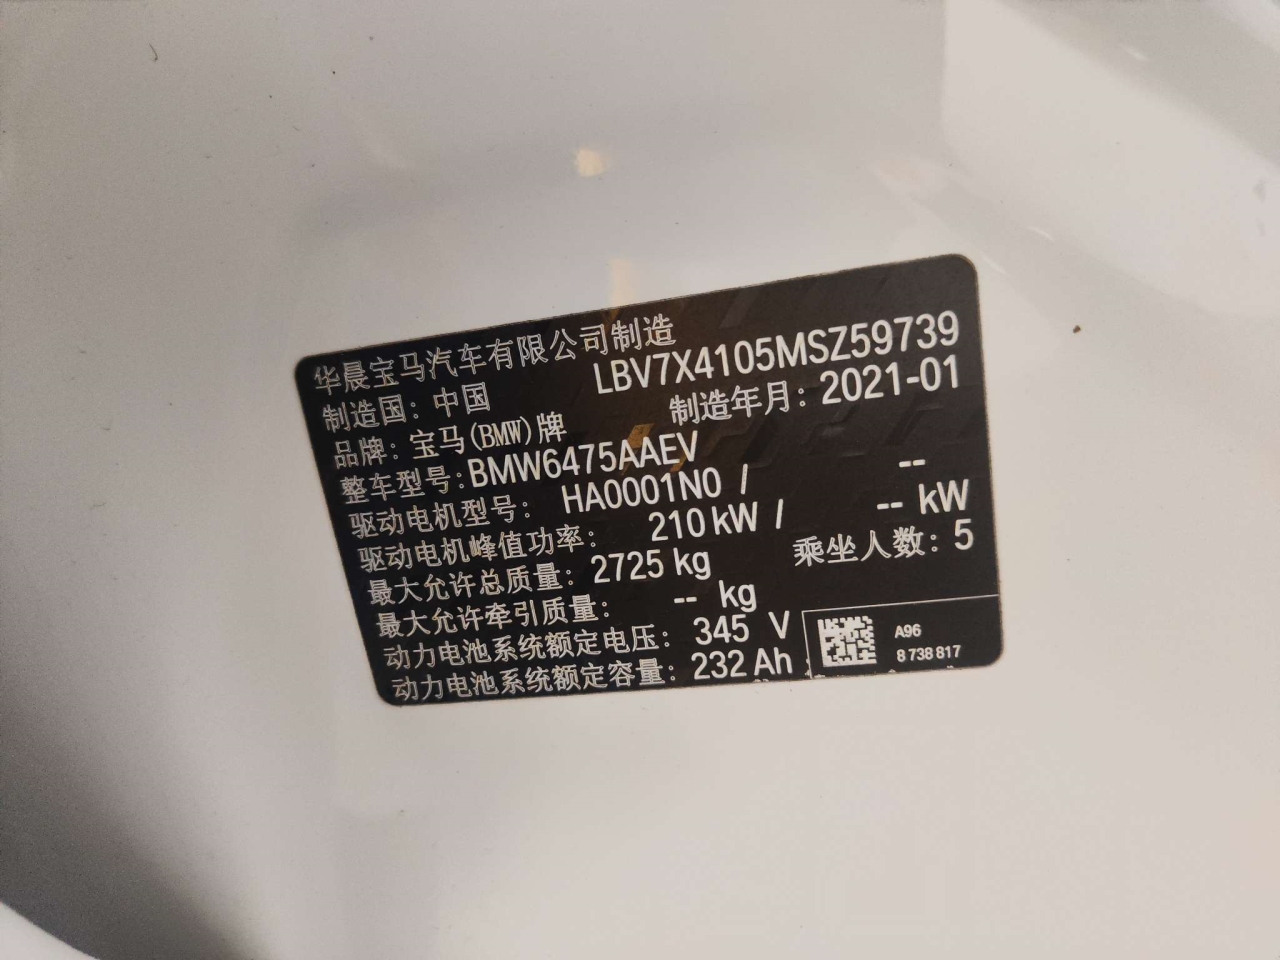 华晨宝马汽车有限公司制造
LBV7X4105MSZ59739
制造国：中国
制造年月：2021-01
品牌：宝马(BMW)牌
整车型号：BMW6475AAEV
驱动电机型号： HA0001N0 / --
驱动电机峰值功率： 210 kW / -- kW
最大允许总质量：2725 kg
乘坐人数：5
最大允许牵引质量： -- kg
动力电池系统额定电压： 345 V
动力电池系统额定容量：232 Ah
A96
8 738 817